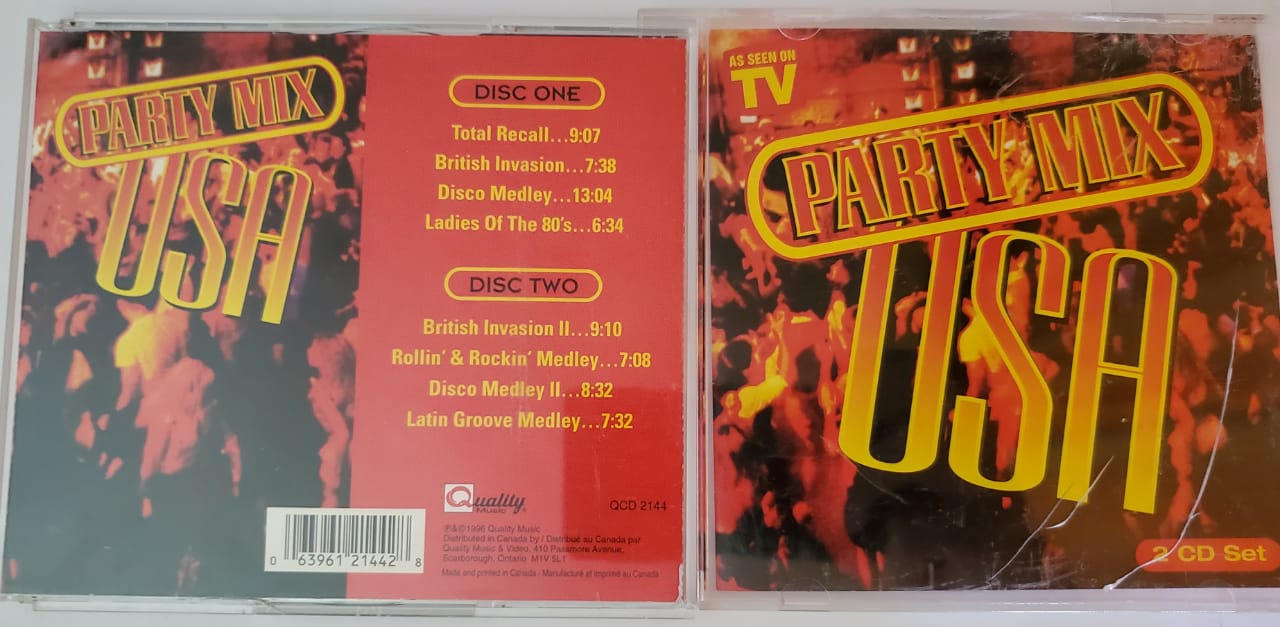 PARTY MIX
USA
DISC ONE
Total Recall...9:07
British Invasion...7:38
Disco Medley...13:04
Ladies Of The 80's...6:34
DISC TWO
British Invasion II...9:10
Rollin' & Rockin' Medley...7:08
Disco Medley II...8:32
Latin Groove Medley...7:32
Quality
Music
QCD 2144
℗&©1996 Quality Music
Distributed in Canada by / Distribué au Canada par
Quality Music & Video, 410 Passmore Avenue,
Scarborough, Ontario M1V 5L1
Made and printed in Canada / Manufacturé et imprimé au Canada
0 63961 21442 8
AS SEEN ON
TV
PARTY MIX
USA
2 CD Set